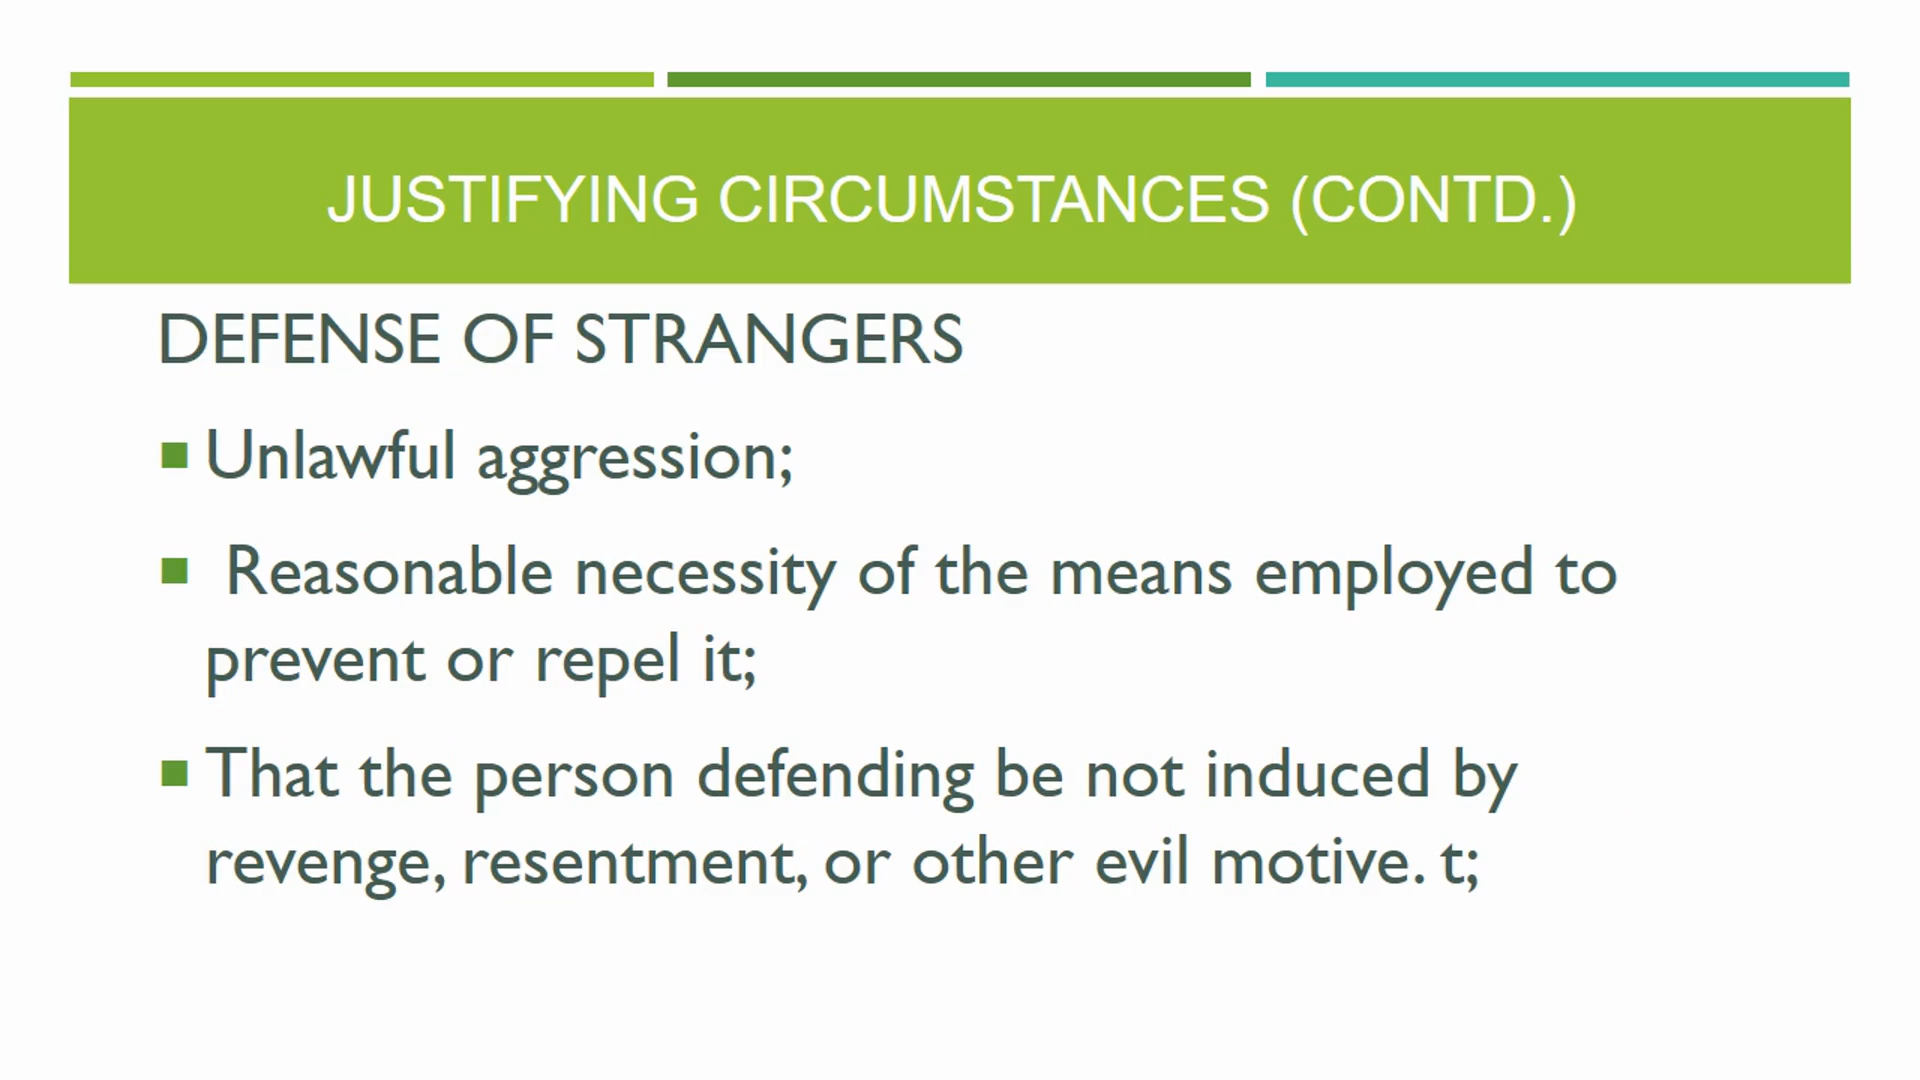 JUSTIFYING CIRCUMSTANCES (CONTD.)
DEFENSE OF STRANGERS
Unlawful aggression;
Reasonable necessity of the means employed to
prevent or repel it;
That the person defending be not induced by
revenge, resentment, or other evil motive. t;